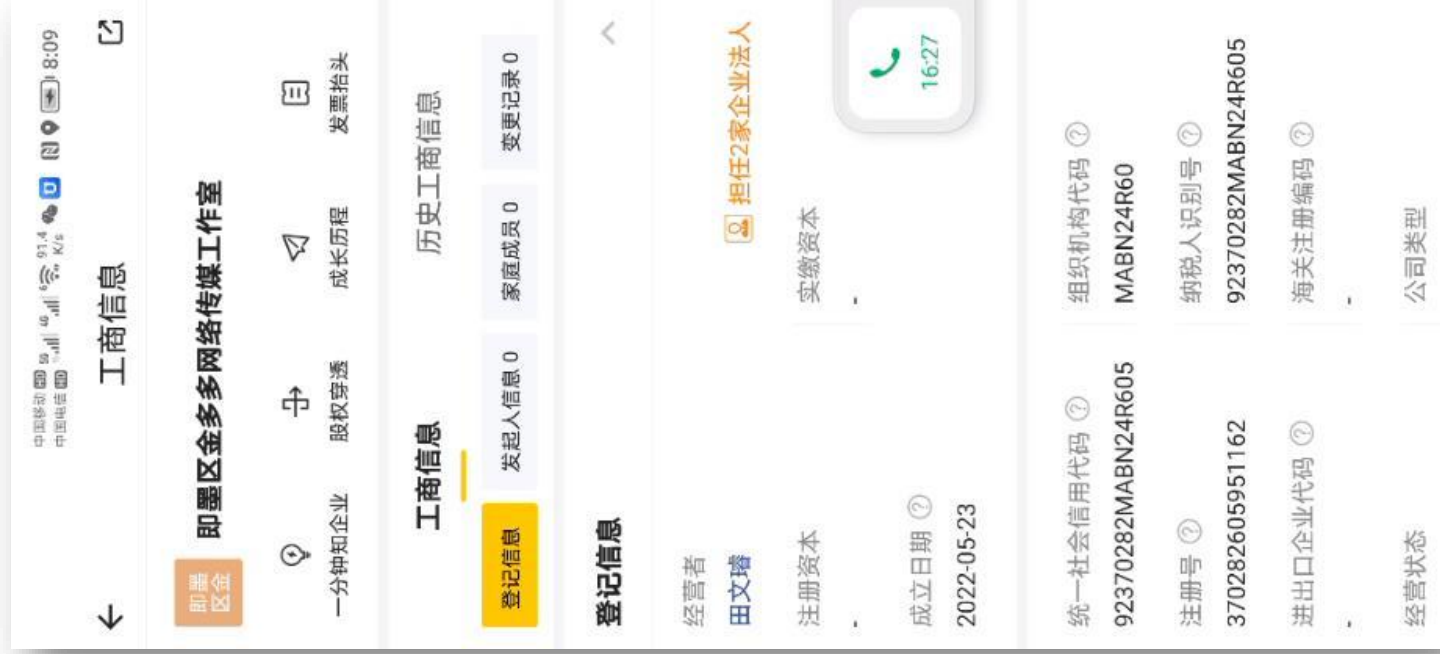 中国移动 HD 5G 4G 6 91.4 K/s 8:09
中国电信 HD
工商信息
即墨
区金
即墨区金多多网络传媒工作室
一分钟知企业 股权穿透 成长历程 发票抬头
工商信息 历史工商信息
登记信息 发起人信息 0 家庭成员 0 变更记录 0
登记信息
经营者
田文璿 担任2家企业法人
注册资本 实缴资本
- -
16:27
成立日期 ?
2022-05-23
统一社会信用代码 ? 组织机构代码 ?
92370282MABN24R605 MABN24R60
注册号 ? 纳税人识别号 ?
370282605951162 92370282MABN24R605
进出口企业代码 ? 海关注册编码 ?
- -
经营状态 公司类型